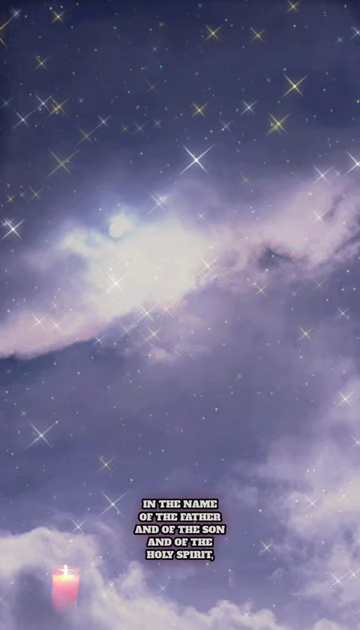 IN THE NAME
OF THE FATHER
AND OF THE SON
AND OF THE
HOLY SPIRIT,